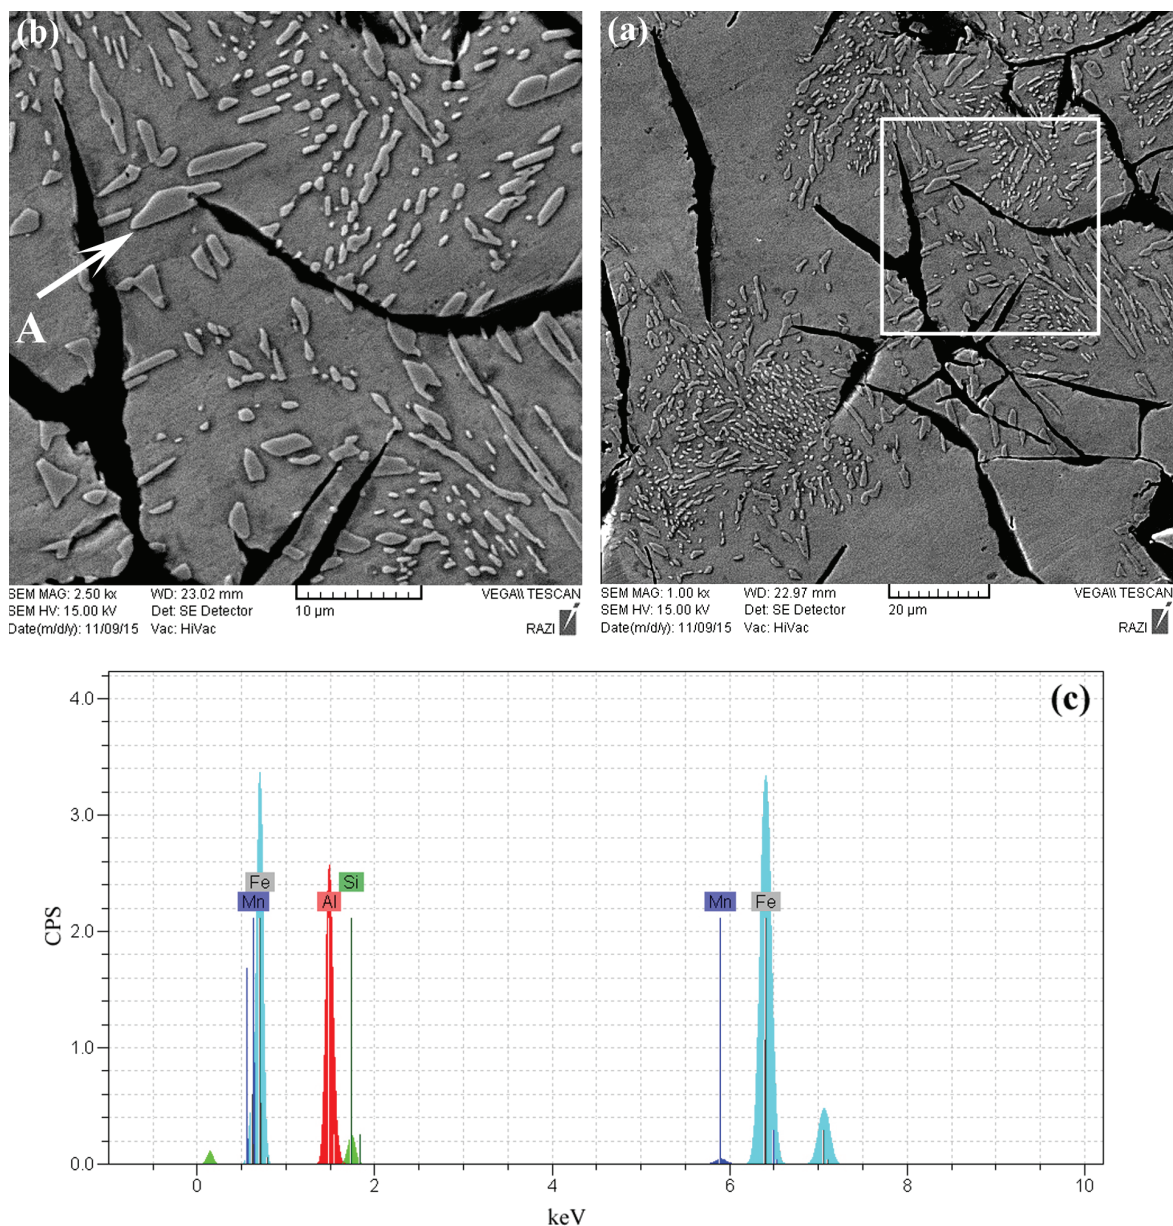 (b)
A
SEM MAG: 2.50 kx WD: 23.02 mm VEGA\\ TESCAN
SEM HV: 15.00 kV Det: SE Detector 10 µm
Date(m/d/y): 11/09/15 Vac: HiVac RAZI
(a)
SEM MAG: 1.00 kx WD: 22.97 mm VEGA\\ TESCAN
SEM HV: 15.00 kV Det: SE Detector 20 µm
Date(m/d/y): 11/09/15 Vac: HiVac RAZI
(c)
CPS
4.0
3.0
2.0
1.0
0.0
Fe Si
Mn Al Mn Fe
0 2 4 6 8 10
keV